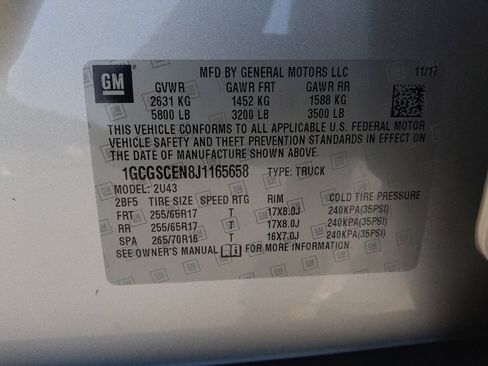 GM
MFD BY GENERAL MOTORS LLC 11/17
GVWR GAWR FRT GAWR RR
2631 KG 1452 KG 1588 KG
5800 LB 3200 LB 3500 LB
THIS VEHICLE CONFORMS TO ALL APPLICABLE U.S. FEDERAL MOTOR
VEHICLE SAFETY AND THEFT PREVENTION STANDARDS IN EFFECT ON
THE DATE OF MANUFACTURE SHOWN ABOVE.
1GCGSCEN8J1165658 TYPE: TRUCK
MODEL: 2U43
2BF5 TIRE SIZE SPEED RTG RIM COLD TIRE PRESSURE
FRT 255/65R17 T 17X8.0J 240KPA(35PSI)
RR 255/65R17 T 17X8.0J 240KPA(35PSI)
SPA 265/70R16 T 16X7.0J 240KPA(35PSI)
SEE OWNER'S MANUAL i FOR MORE INFORMATION